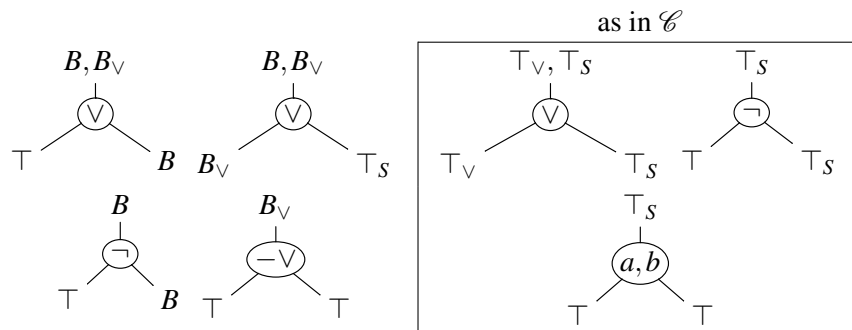 as in 𝒞
B, B∨ B, B∨ ⊤∨, ⊤S ⊤S
∨ ∨ ∨ ¬
⊤ B B∨ ⊤S ⊤∨ ⊤S ⊤ ⊤S
B B∨ ⊤S
¬ −∨ a, b
⊤ B ⊤ ⊤ ⊤ ⊤